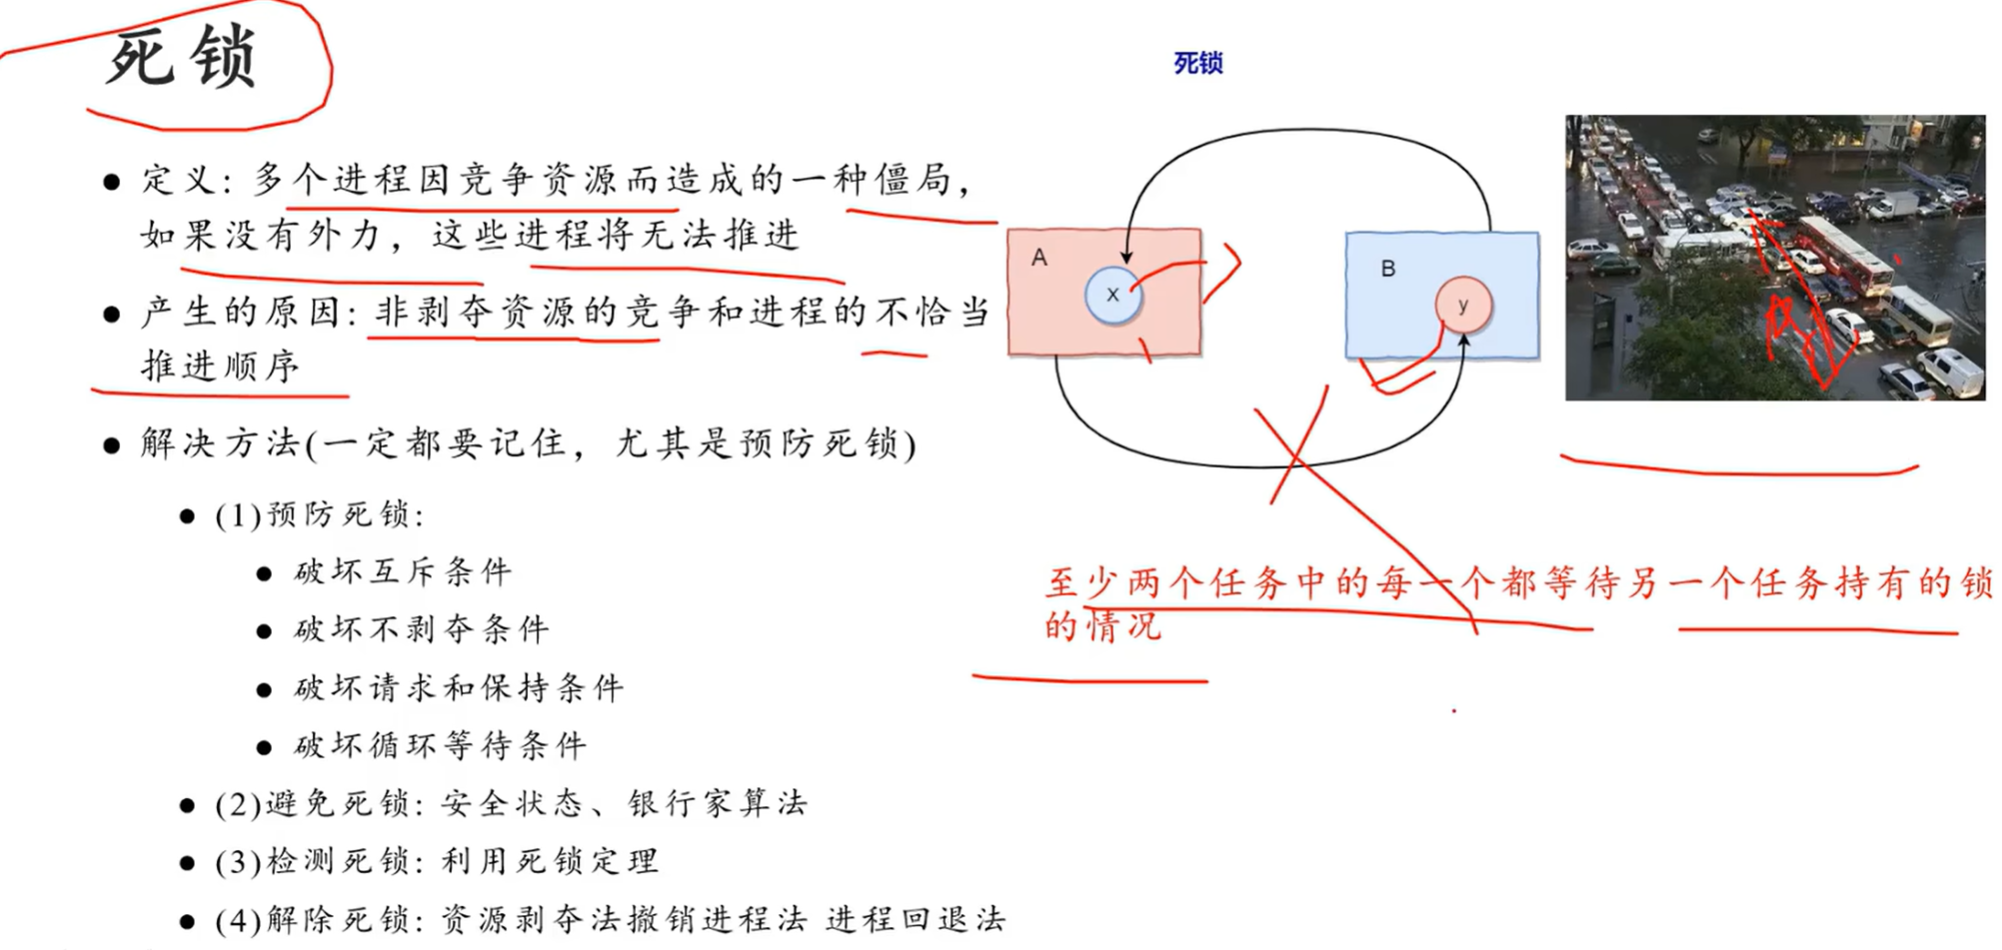 死锁
定义: 多个进程因竞争资源而造成的一种僵局，
如果没有外力，这些进程将无法推进
产生的原因: 非剥夺资源的竞争和进程的不恰当
推进顺序
解决方法(一定都要记住，尤其是预防死锁)
(1)预防死锁:
破坏互斥条件
破坏不剥夺条件
破坏请求和保持条件
破坏循环等待条件
(2)避免死锁: 安全状态、银行家算法
(3)检测死锁: 利用死锁定理
(4)解除死锁: 资源剥夺法撤销进程法 进程回退法
死锁
A
x
B
y
至少两个任务中的每一个都等待另一个任务持有的锁
的情况